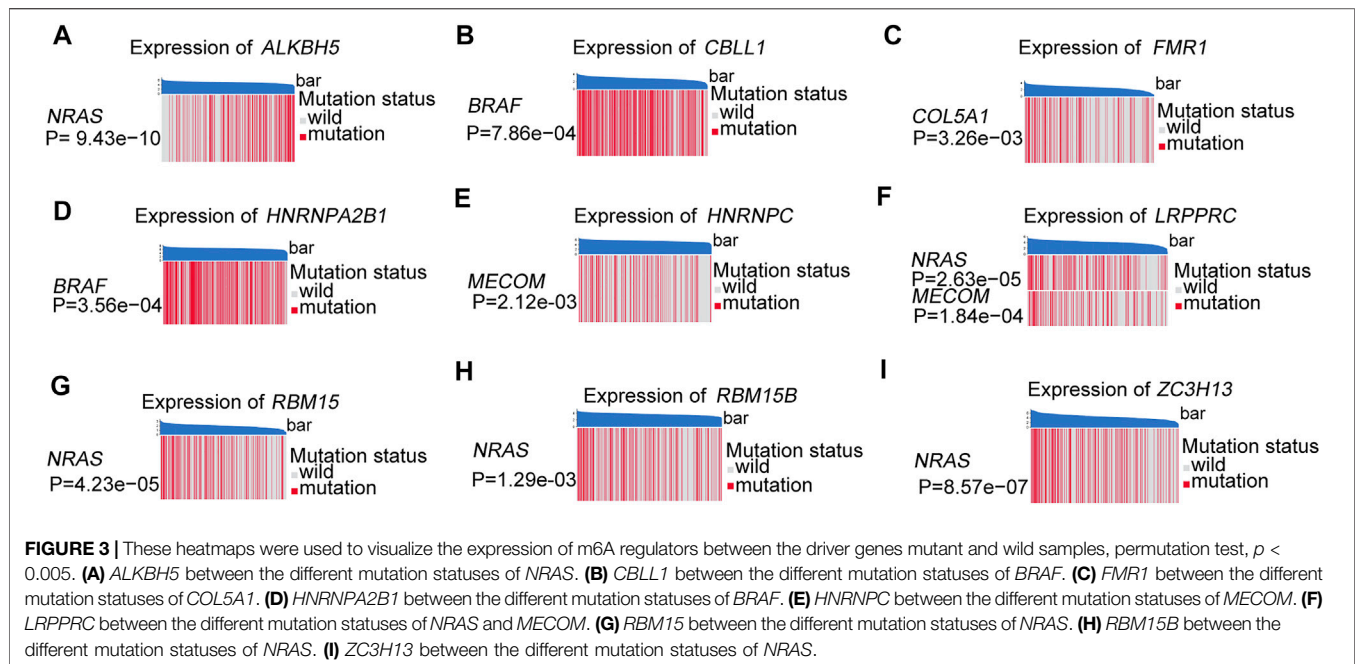 A
Expression of ALKBH5
bar
Mutation status
wild
mutation
NRAS
P= 9.43e−10
B
Expression of CBLL1
bar
Mutation status
wild
mutation
BRAF
P=7.86e−04
C
Expression of FMR1
bar
Mutation status
wild
mutation
COL5A1
P=3.26e−03
D
Expression of HNRNPA2B1
bar
Mutation status
wild
mutation
BRAF
P=3.56e−04
E
Expression of HNRNPC
bar
Mutation status
wild
mutation
MECOM
P=2.12e−03
F
Expression of LRPPRC
bar
Mutation status
wild
mutation
NRAS
P=2.63e−05
MECOM
P=1.84e−04
G
Expression of RBM15
bar
Mutation status
wild
mutation
NRAS
P=4.23e−05
H
Expression of RBM15B
bar
Mutation status
wild
mutation
NRAS
P=1.29e-03
I
Expression of ZC3H13
bar
Mutation status
wild
mutation
NRAS
P=8.57e−07
FIGURE 3 | These heatmaps were used to visualize the expression of m6A regulators between the driver genes mutant and wild samples, permutation test, p <
0.005. (A) ALKBH5 between the different mutation statuses of NRAS. (B) CBLL1 between the different mutation statuses of BRAF. (C) FMR1 between the different
mutation statuses of COL5A1. (D) HNRNPA2B1 between the different mutation statuses of BRAF. (E) HNRNPC between the different mutation statuses of MECOM. (F)
LRPPRC between the different mutation statuses of NRAS and MECOM. (G) RBM15 between the different mutation statuses of NRAS. (H) RBM15B between the
different mutation statuses of NRAS. (I) ZC3H13 between the different mutation statuses of NRAS.